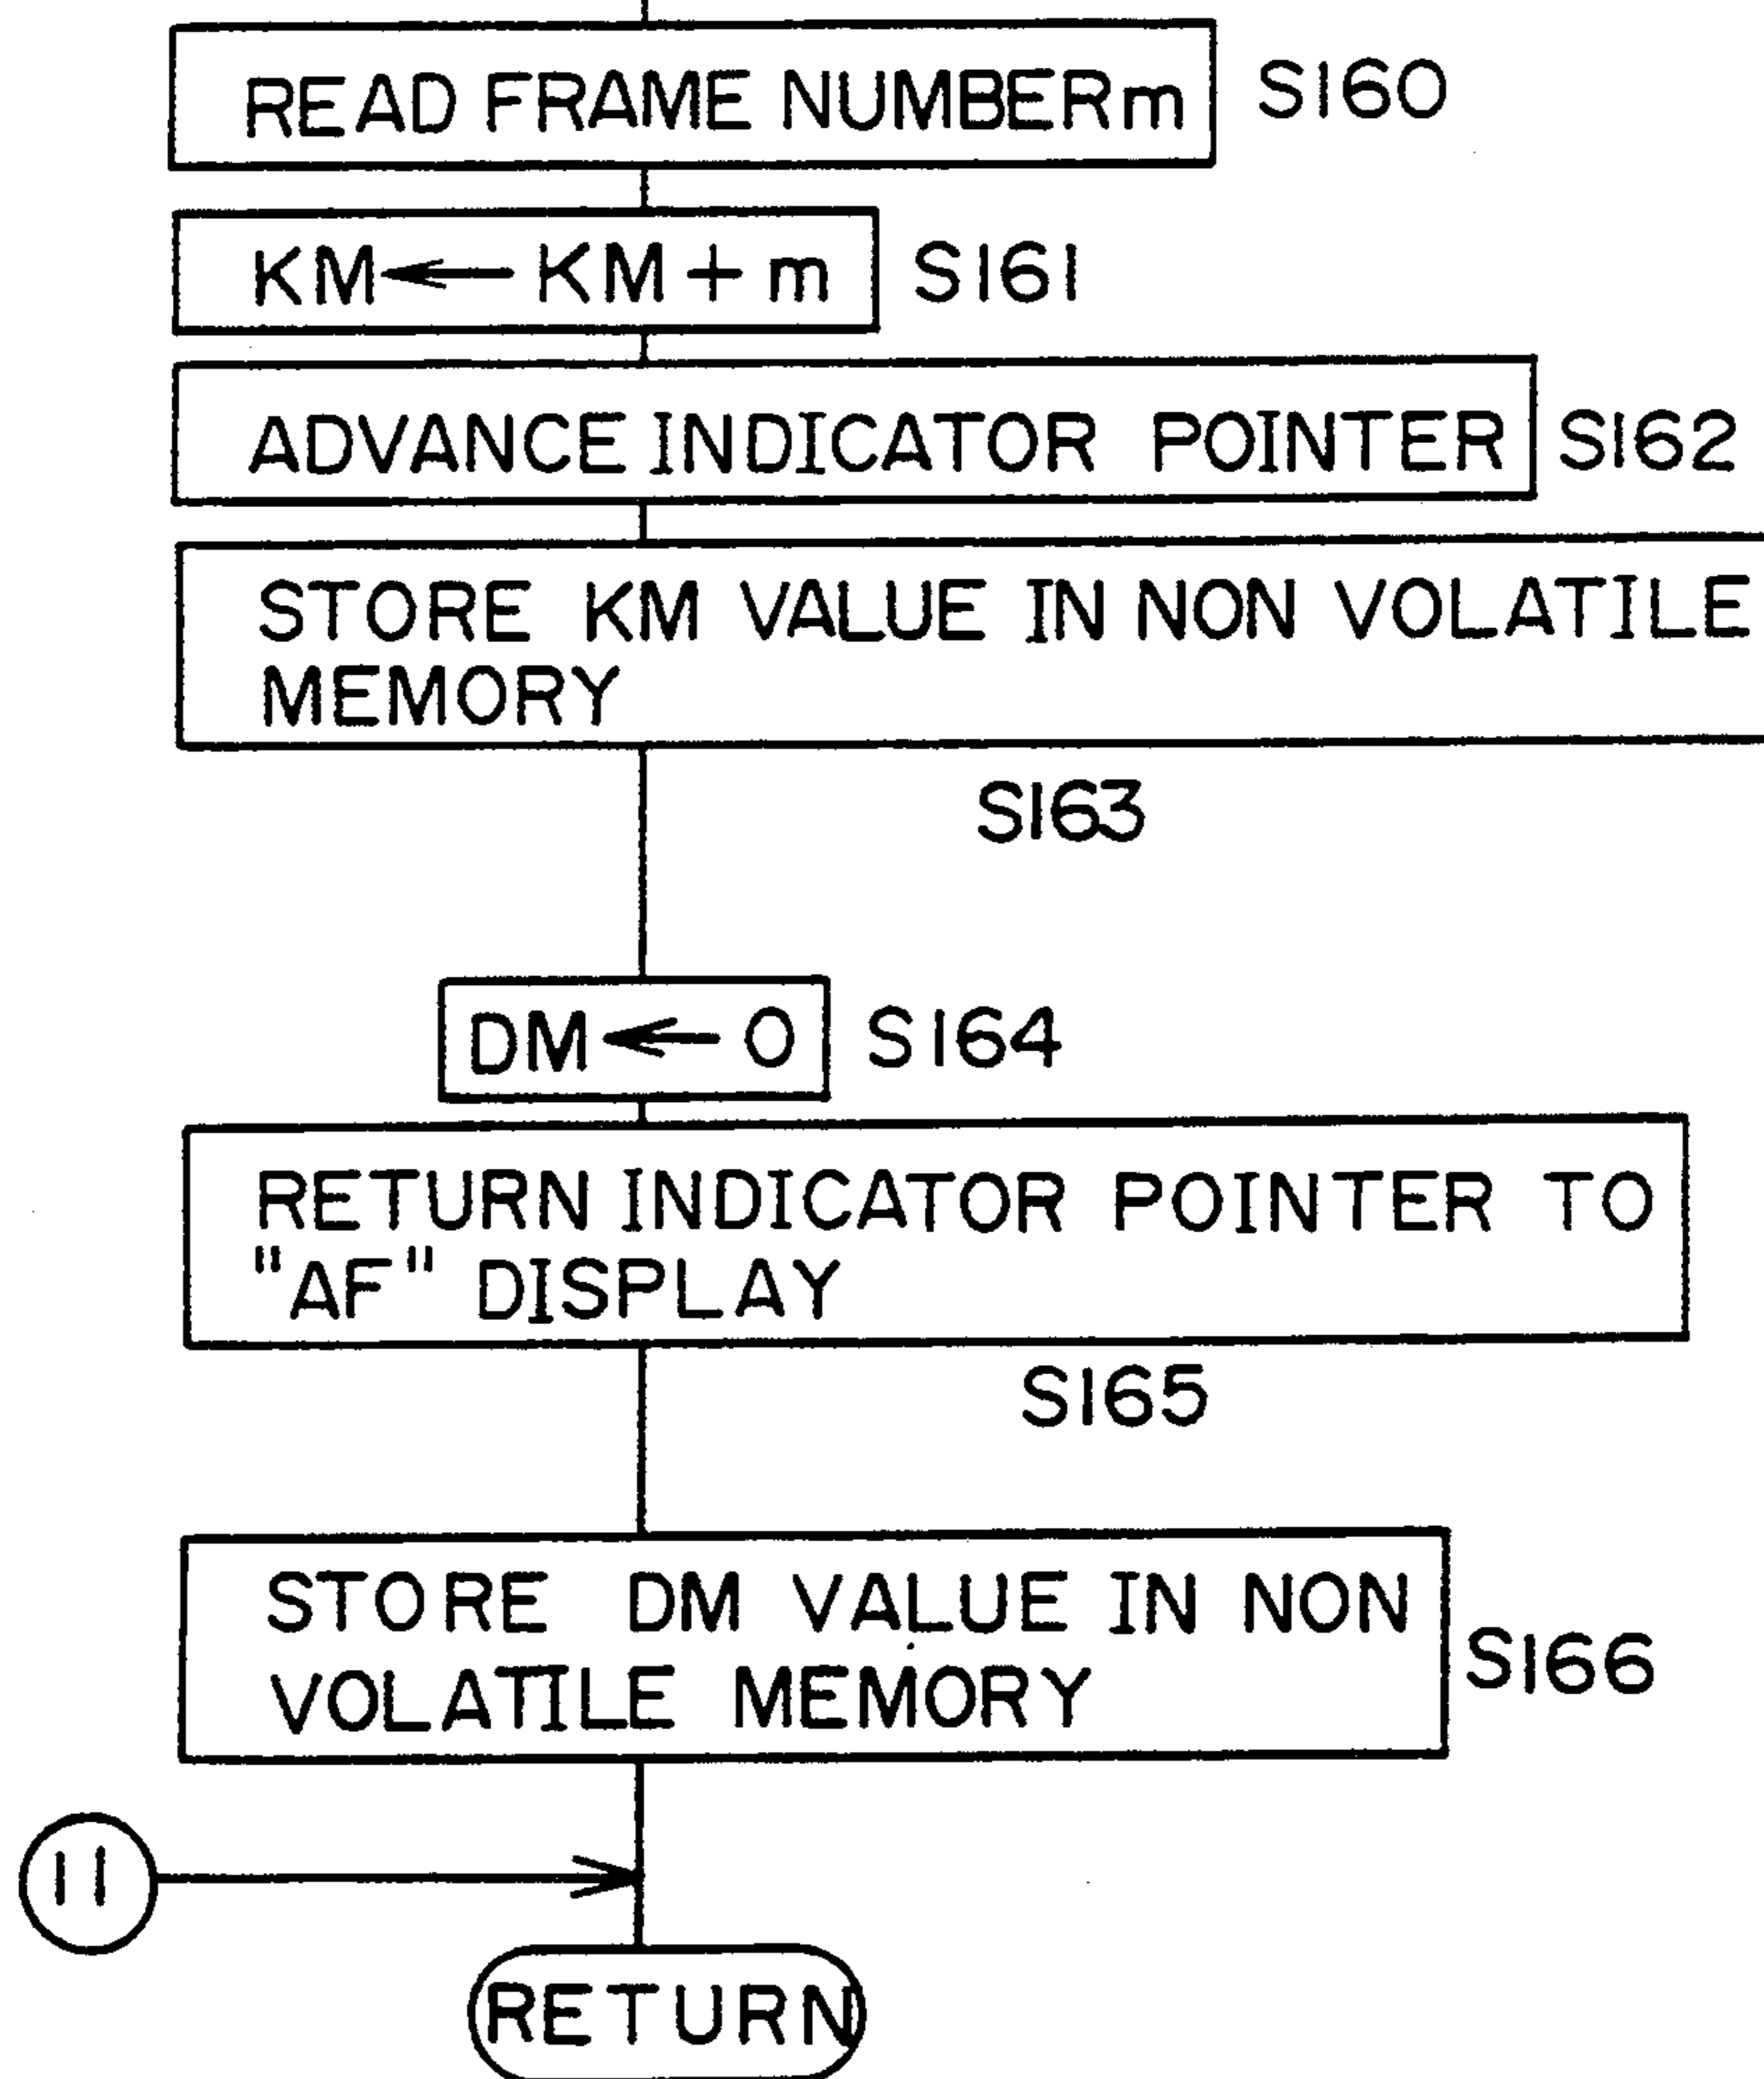 READ FRAME NUMBER m S160
KM ← KM + m S161
ADVANCE INDICATOR POINTER S162
STORE KM VALUE IN NON VOLATILE
MEMORY
S163
DM ← 0 S164
RETURN INDICATOR POINTER TO
"AF" DISPLAY
S165
STORE DM VALUE IN NON
VOLATILE MEMORY
S166
11
RETURN